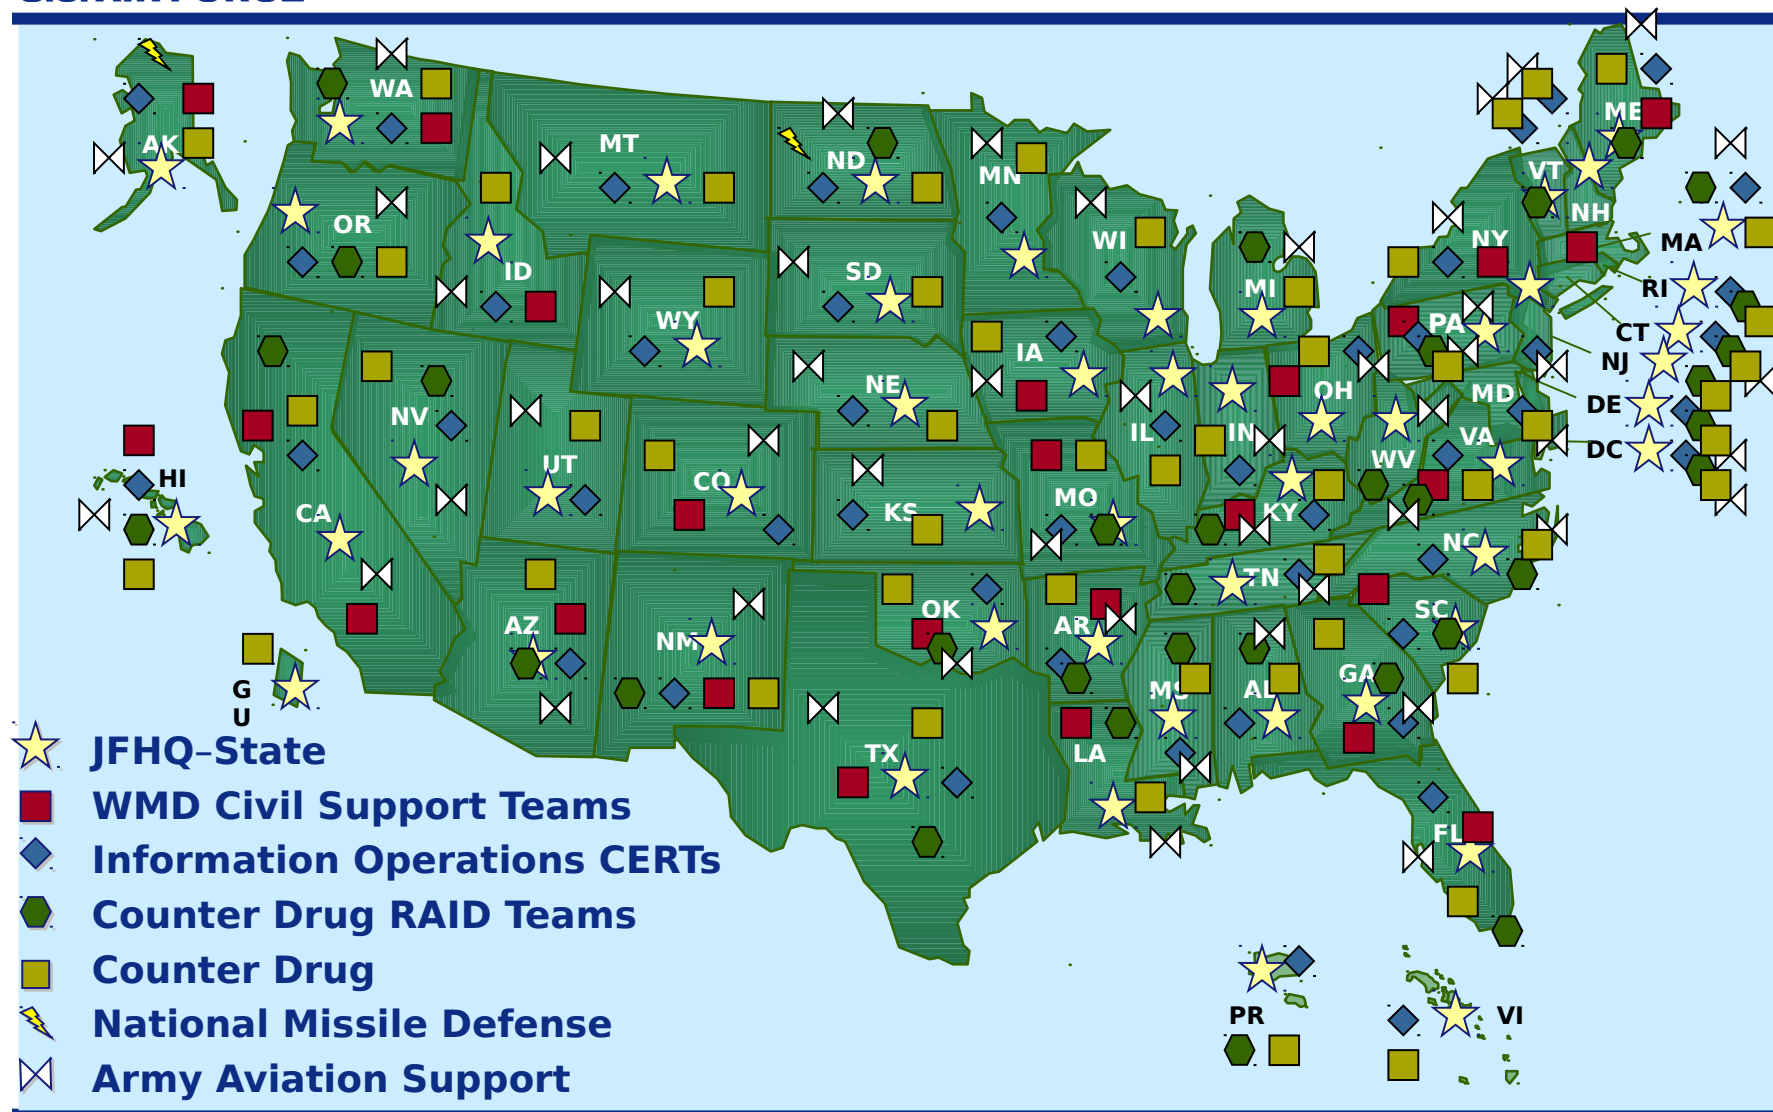 WA
ME
AK
MT
ND
MN
VT
NH
OR
WI
NY
MA
ID
SD
MI
RI
WY
PA
CT
IA
NJ
NE
OH
MD
DE
NV
IL
IN
VA
DC
UT
WV
HI
CO
MO
CA
KS
KY
NC
TN
OK
AR
SC
AZ
NM
GA
MS
AL
G
U
JFHQ–State
LA
TX
WMD Civil Support Teams
FL
Information Operations CERTs
Counter Drug RAID Teams
Counter Drug
PR
VI
National Missile Defense
Army Aviation Support